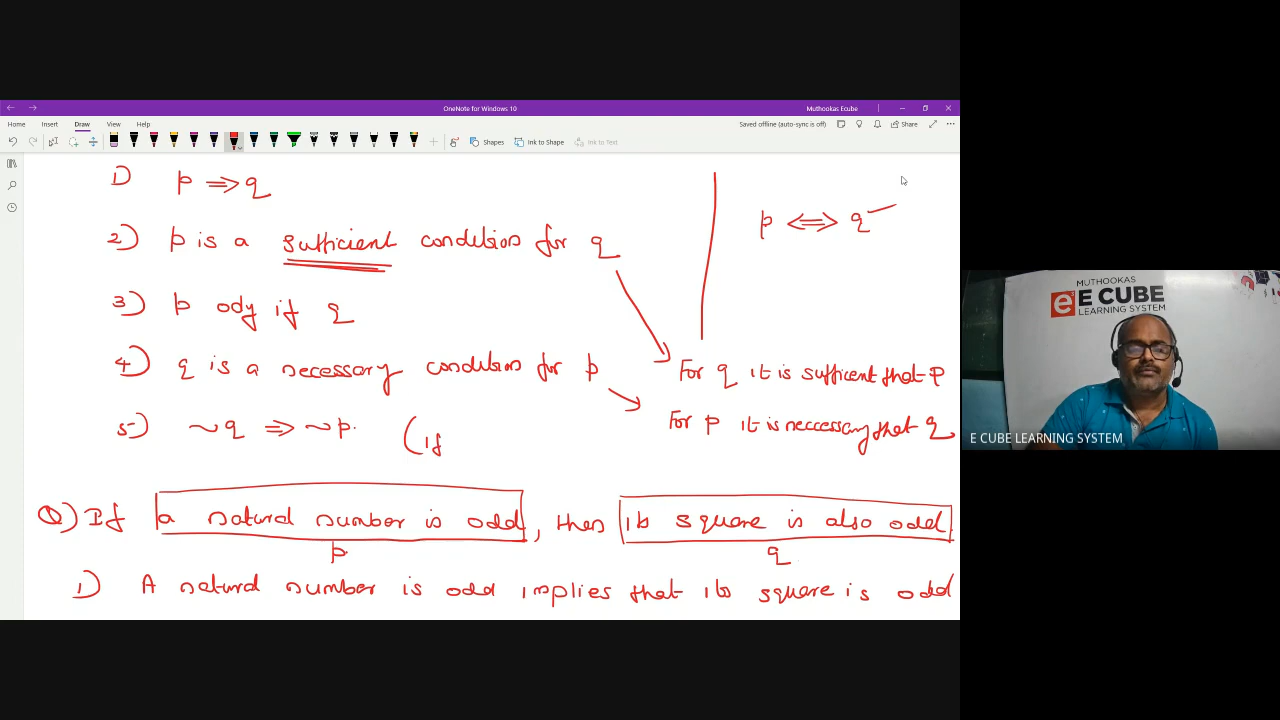 OneNote for Windows 10
Muthookas Ecube
Home Insert Draw View Help
Saved offline (auto-sync is off) Share
Shapes Ink to Shape Ink to Text
1) p ⇒ q
p ⇔ q
2) p is a sufficient condition for q
3) p only if q
4) q is a necessary condition for p
For q it is sufficent that p
5) ~q ⇒ ~p. (if
For p it is neccessary that q
Q) If a natural number is odd, then its square is also odd
p q
1) A natural number is odd implies that its square is odd
MUTHOOKAS
E CUBE
LEARNING SYSTEM
E CUBE LEARNING SYSTEM